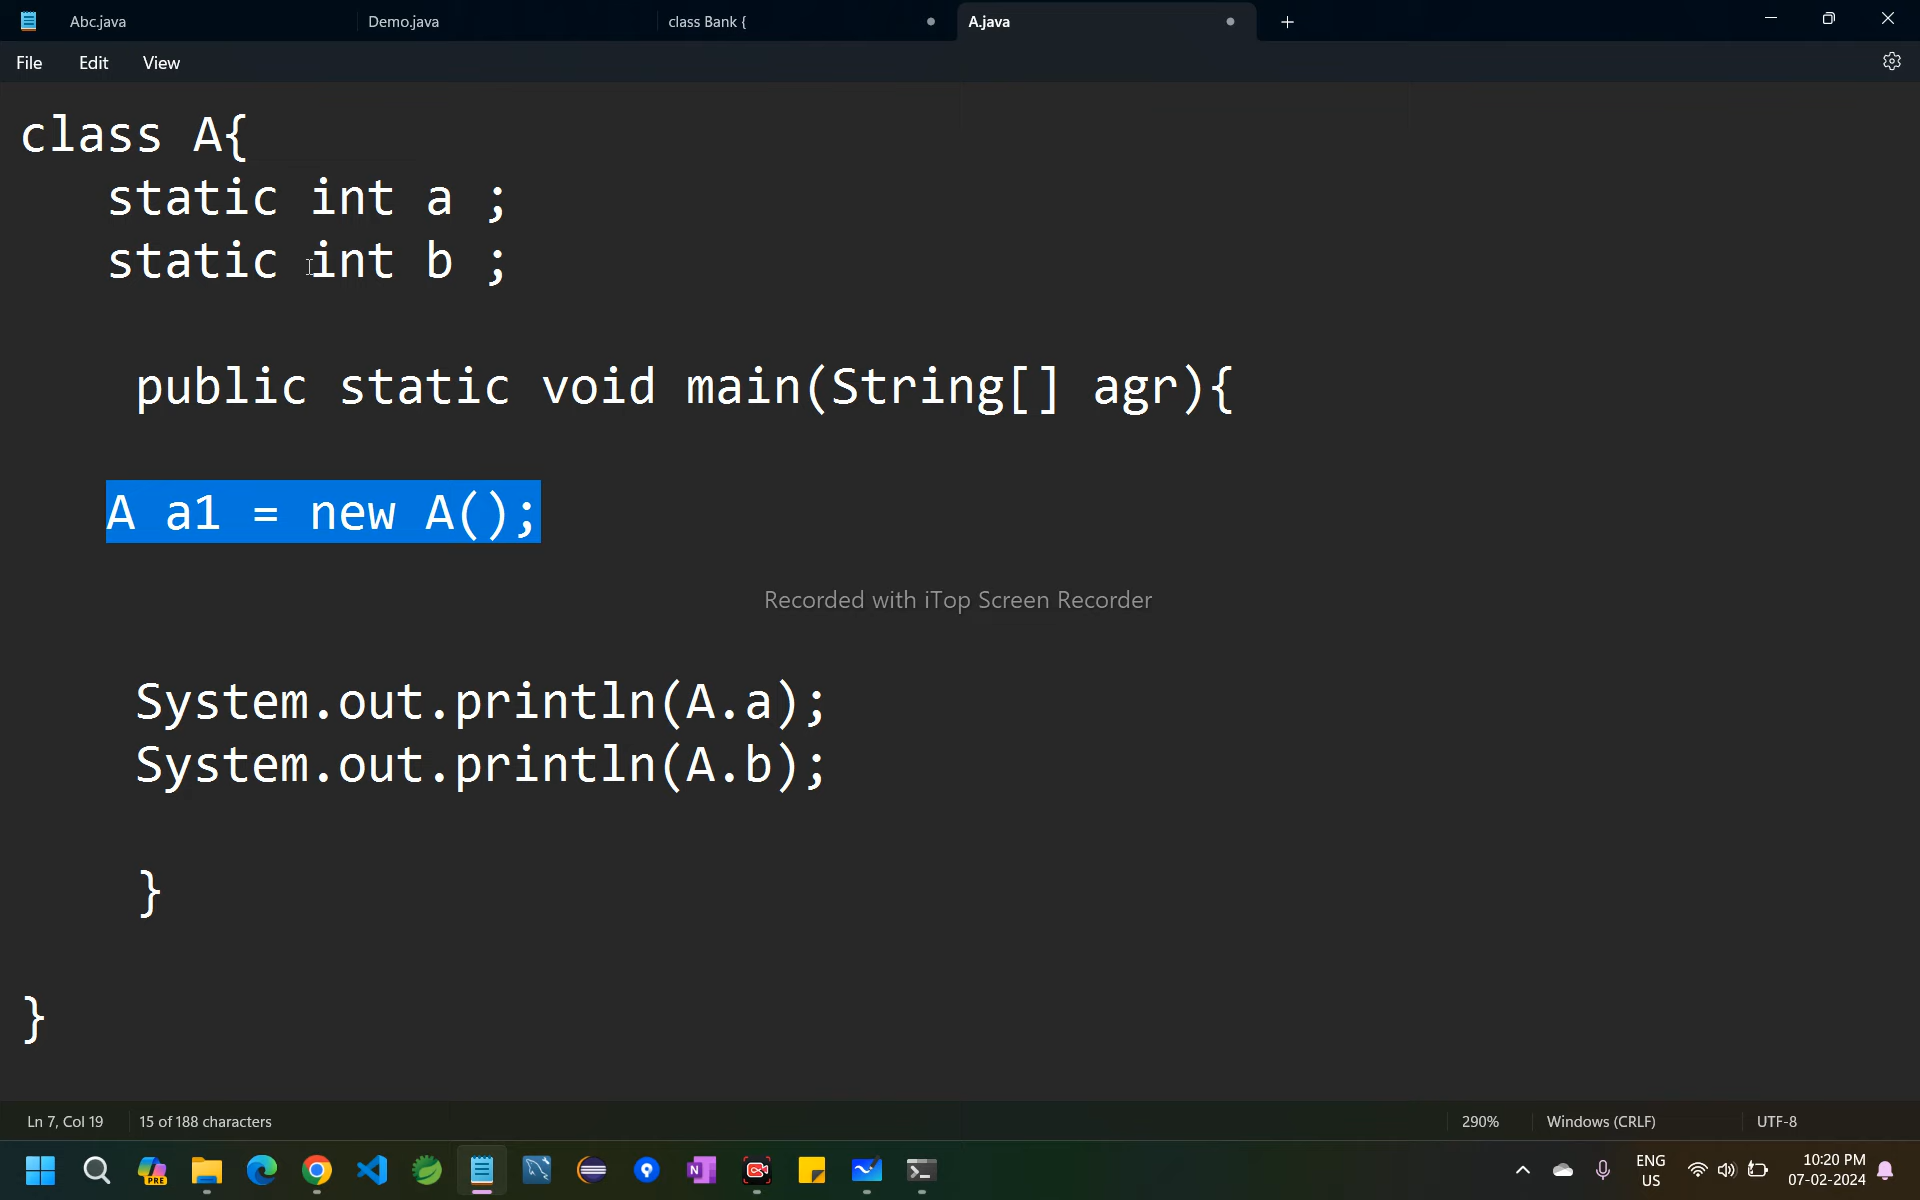 Abc.java Demo.java class Bank { A.java
File Edit View
class A{
static int a ;
static int b ;
public static void main(String[] agr){
A a1 = new A();
Recorded with iTop Screen Recorder
System.out.println(A.a);
System.out.println(A.b);
}
}
Ln 7, Col 19 15 of 188 characters 290% Windows (CRLF) UTF-8
PRE N ENG 10:20 PM
US 07-02-2024